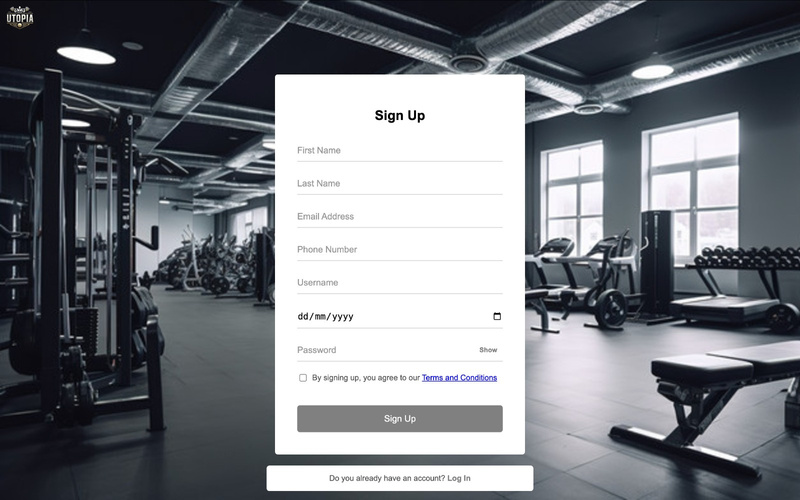 UTOPIA
Sign Up
First Name
Last Name
Email Address
Phone Number
Username
dd/mm/yyyy
Password
Show
By signing up, you agree to our Terms and Conditions
Sign Up
Do you already have an account? Log In